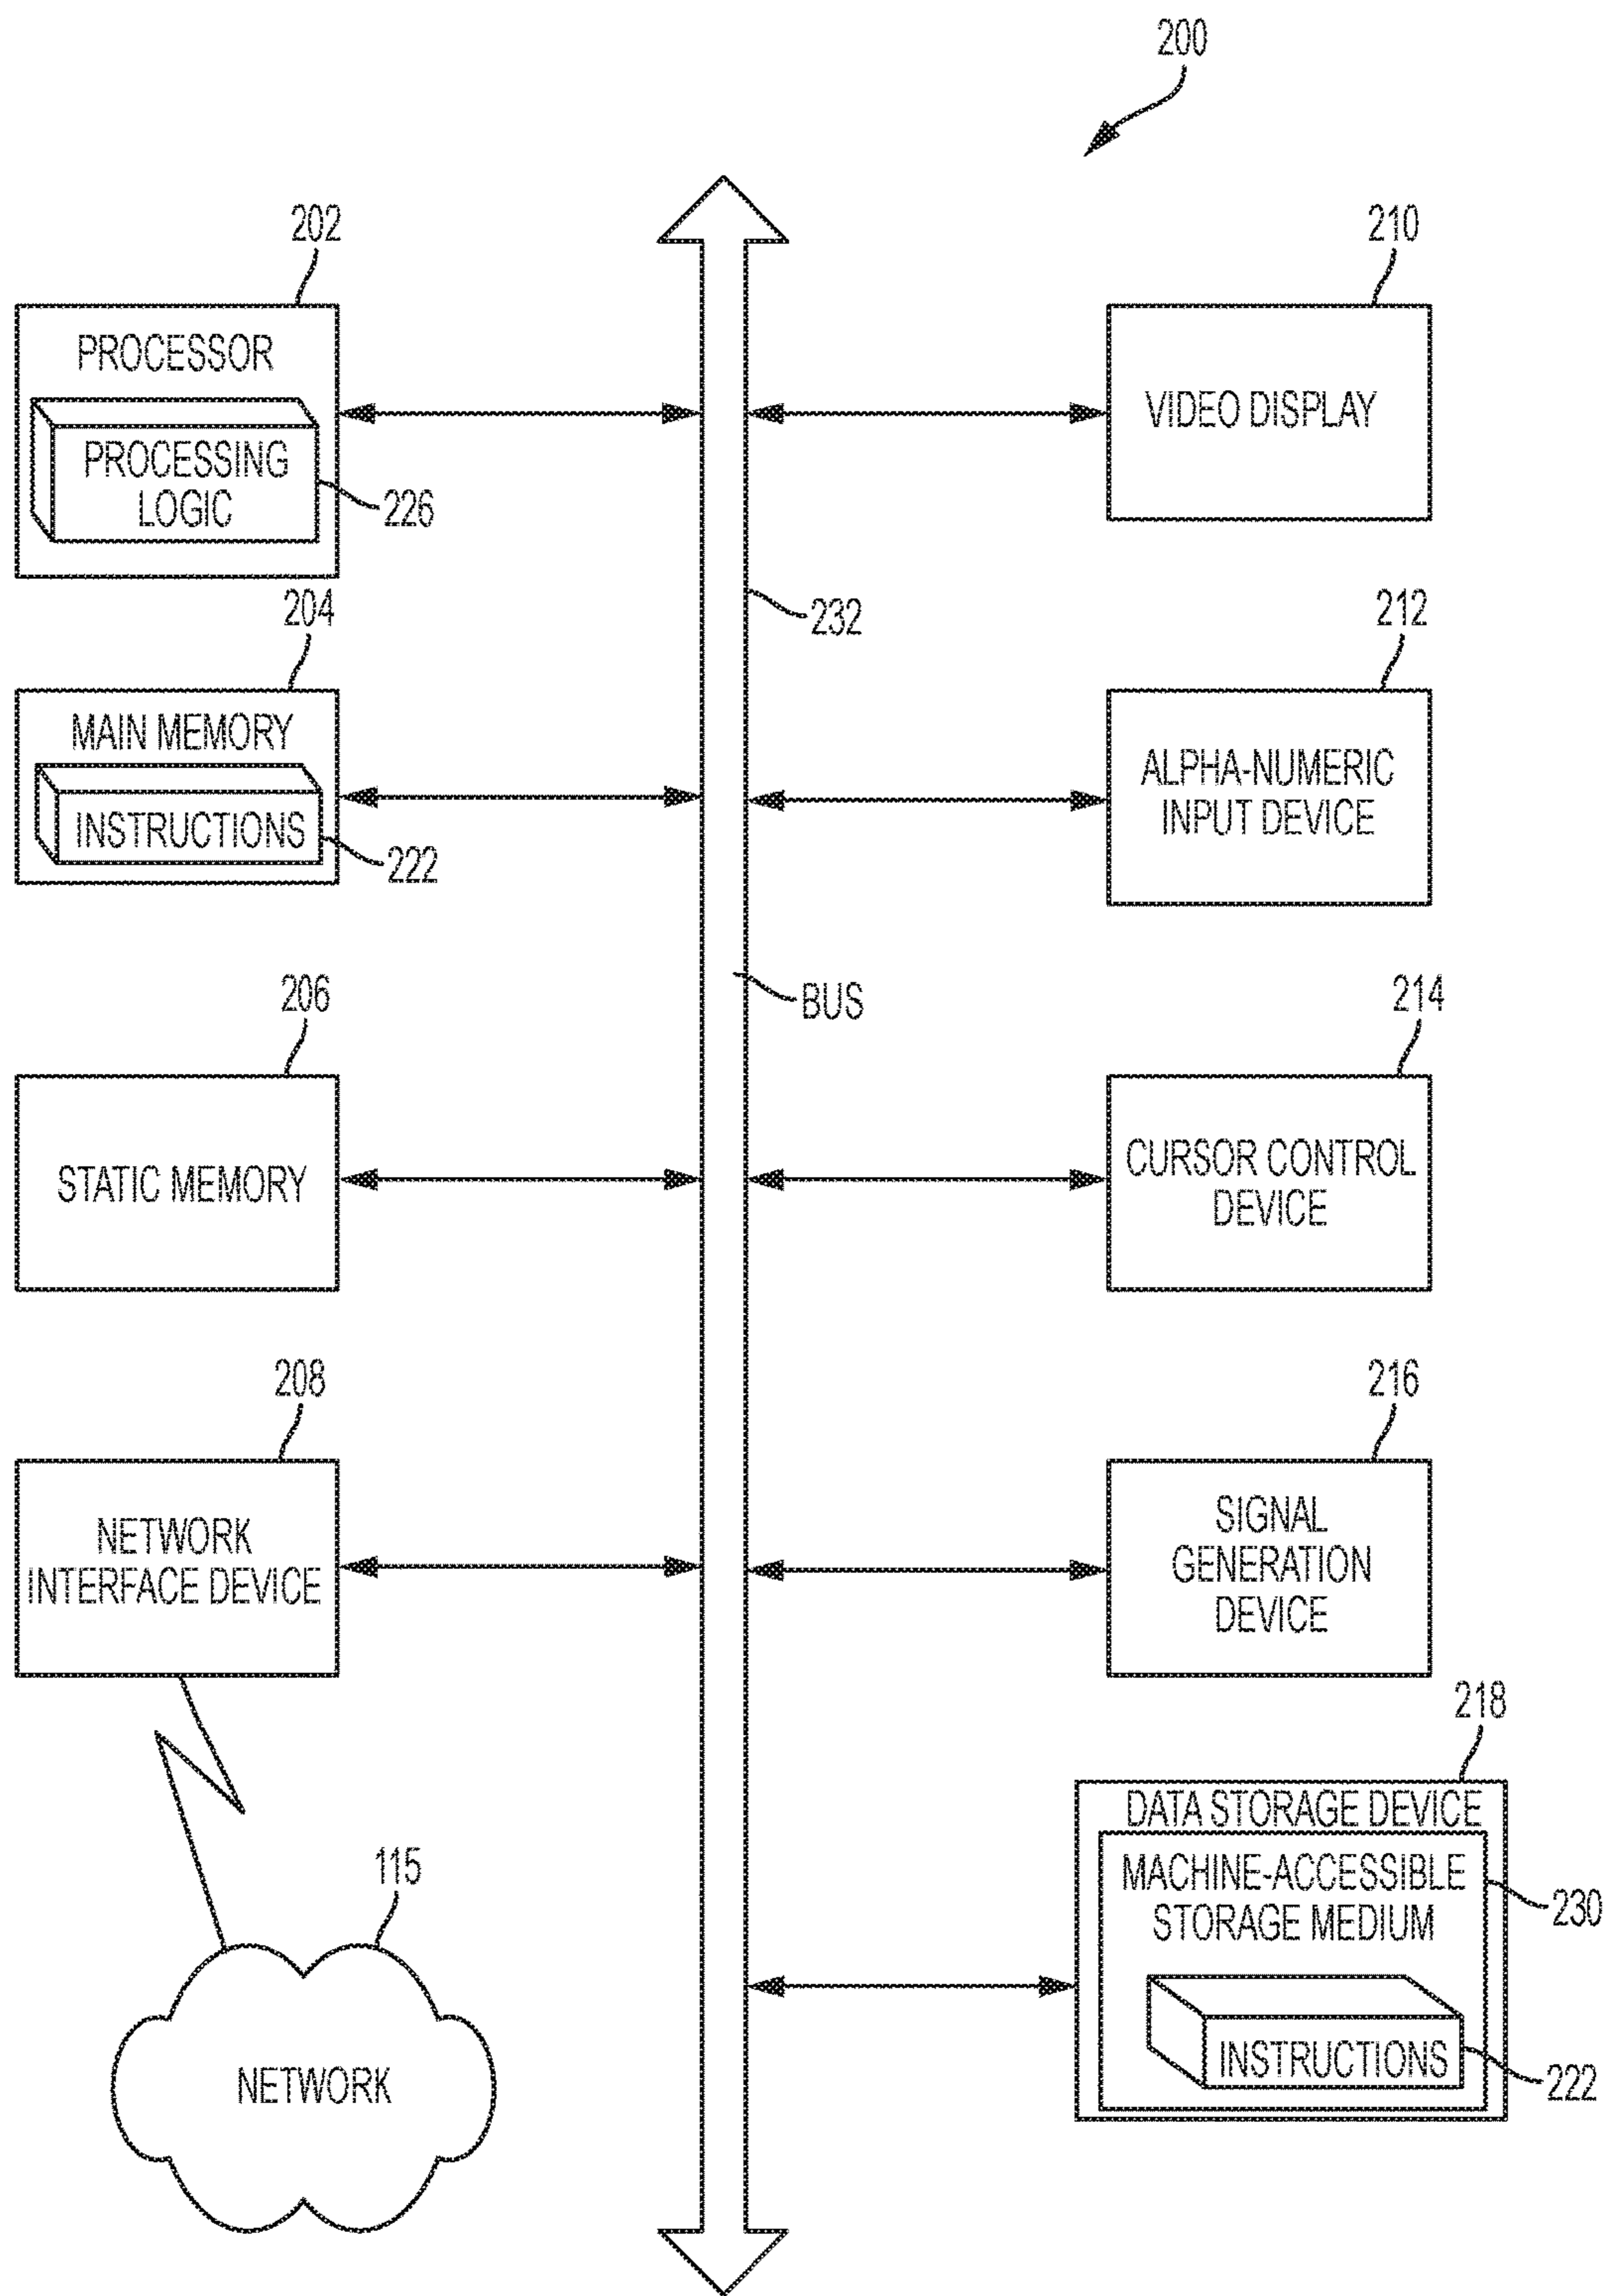 200
202
PROCESSOR
PROCESSING
LOGIC
226
204
MAIN MEMORY
INSTRUCTIONS
222
206
STATIC MEMORY
208
NETWORK
INTERFACE DEVICE
115
NETWORK
232
BUS
210
VIDEO DISPLAY
212
ALPHA-NUMERIC
INPUT DEVICE
214
CURSOR CONTROL
DEVICE
216
SIGNAL
GENERATION
DEVICE
218
DATA STORAGE DEVICE
MACHINE-ACCESSIBLE
STORAGE MEDIUM
230
INSTRUCTIONS
222